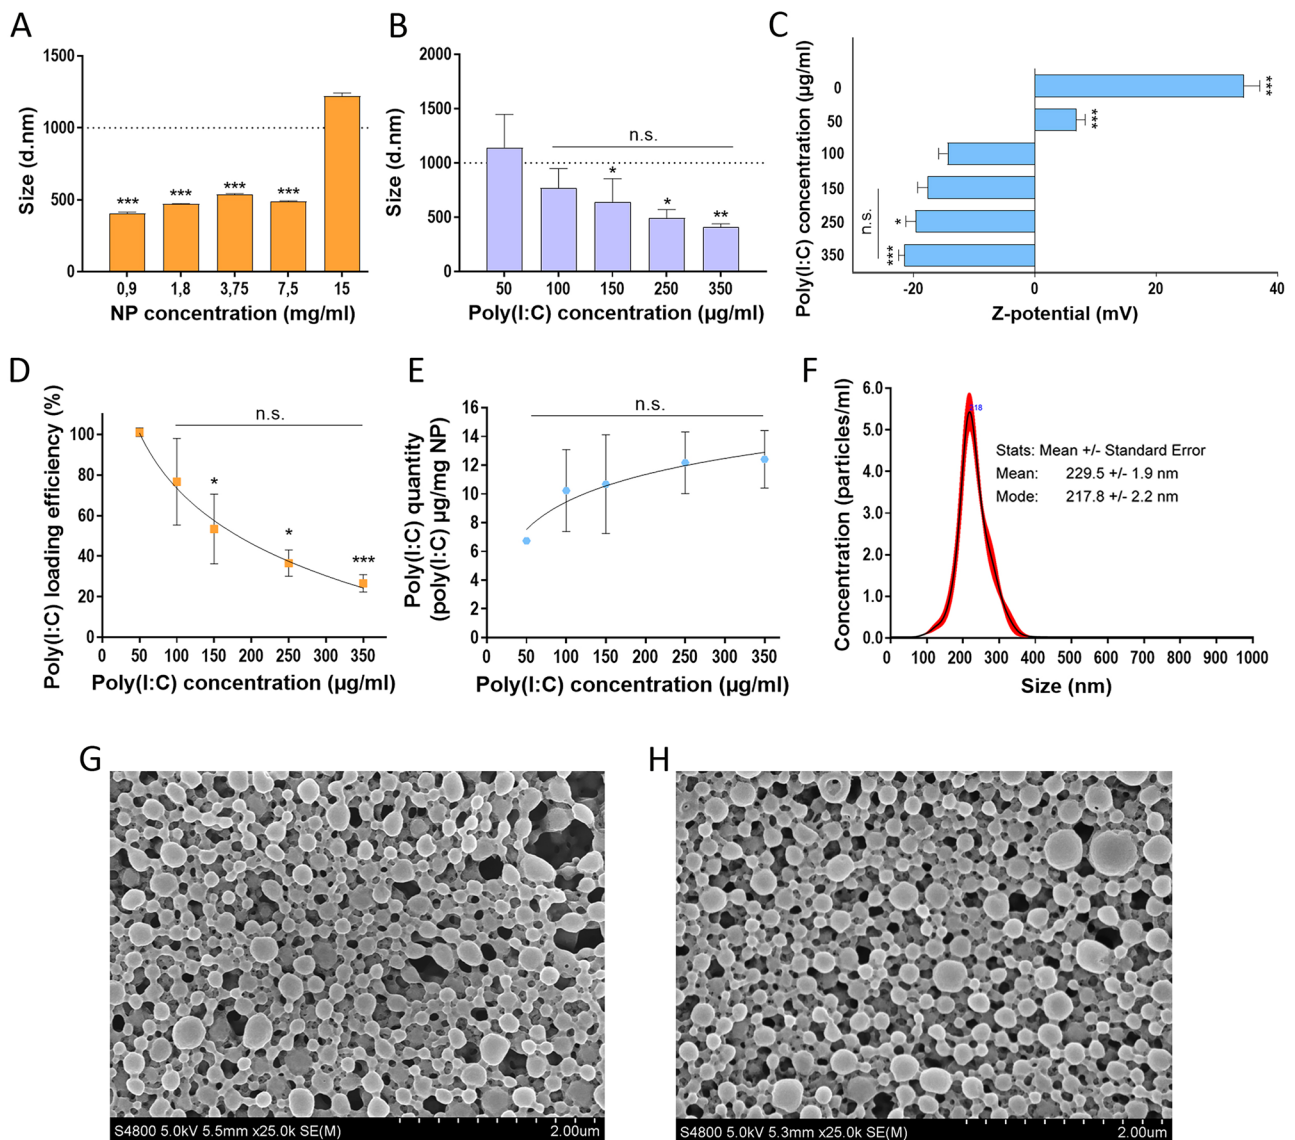 A
Size (d.nm)
1500
1000
500
0
***
***
***
***
0,9
1,8
3,75
7,5
15
NP concentration (mg/ml)
B
Size (d.nm)
2000
1500
1000
500
0
n.s.
*
*
**
50
100
150
250
350
Poly(I:C) concentration (µg/ml)
C
Poly(I:C) concentration (µg/ml)
0
50
100
150
250
350
n.s.
***
***
*
***
-20
0
20
40
Z-potential (mV)
D
Poly(I:C) loading efficiency (%)
100
80
60
40
20
0
n.s.
*
*
***
0
50
100
150
200
250
300
350
Poly(I:C) concentration (µg/ml)
E
Poly(I:C) quantity
(poly(I:C) µg/mg NP)
16
14
12
10
8
6
4
2
0
n.s.
0
50
100
150
200
250
300
350
Poly(I:C) concentration (µg/ml)
F
Concentration (particles/ml)
6.0
5.0
4.0
3.0
2.0
1.0
0.0
Stats: Mean +/- Standard Error
Mean: 229.5 +/- 1.9 nm
Mode: 217.8 +/- 2.2 nm
0
100
200
300
400
500
600
700
800
900
1000
Size (nm)
G
S4800 5.0kV 5.5mm x25.0k SE(M)
2.00um
H
S4800 5.0kV 5.3mm x25.0k SE(M)
2.00um